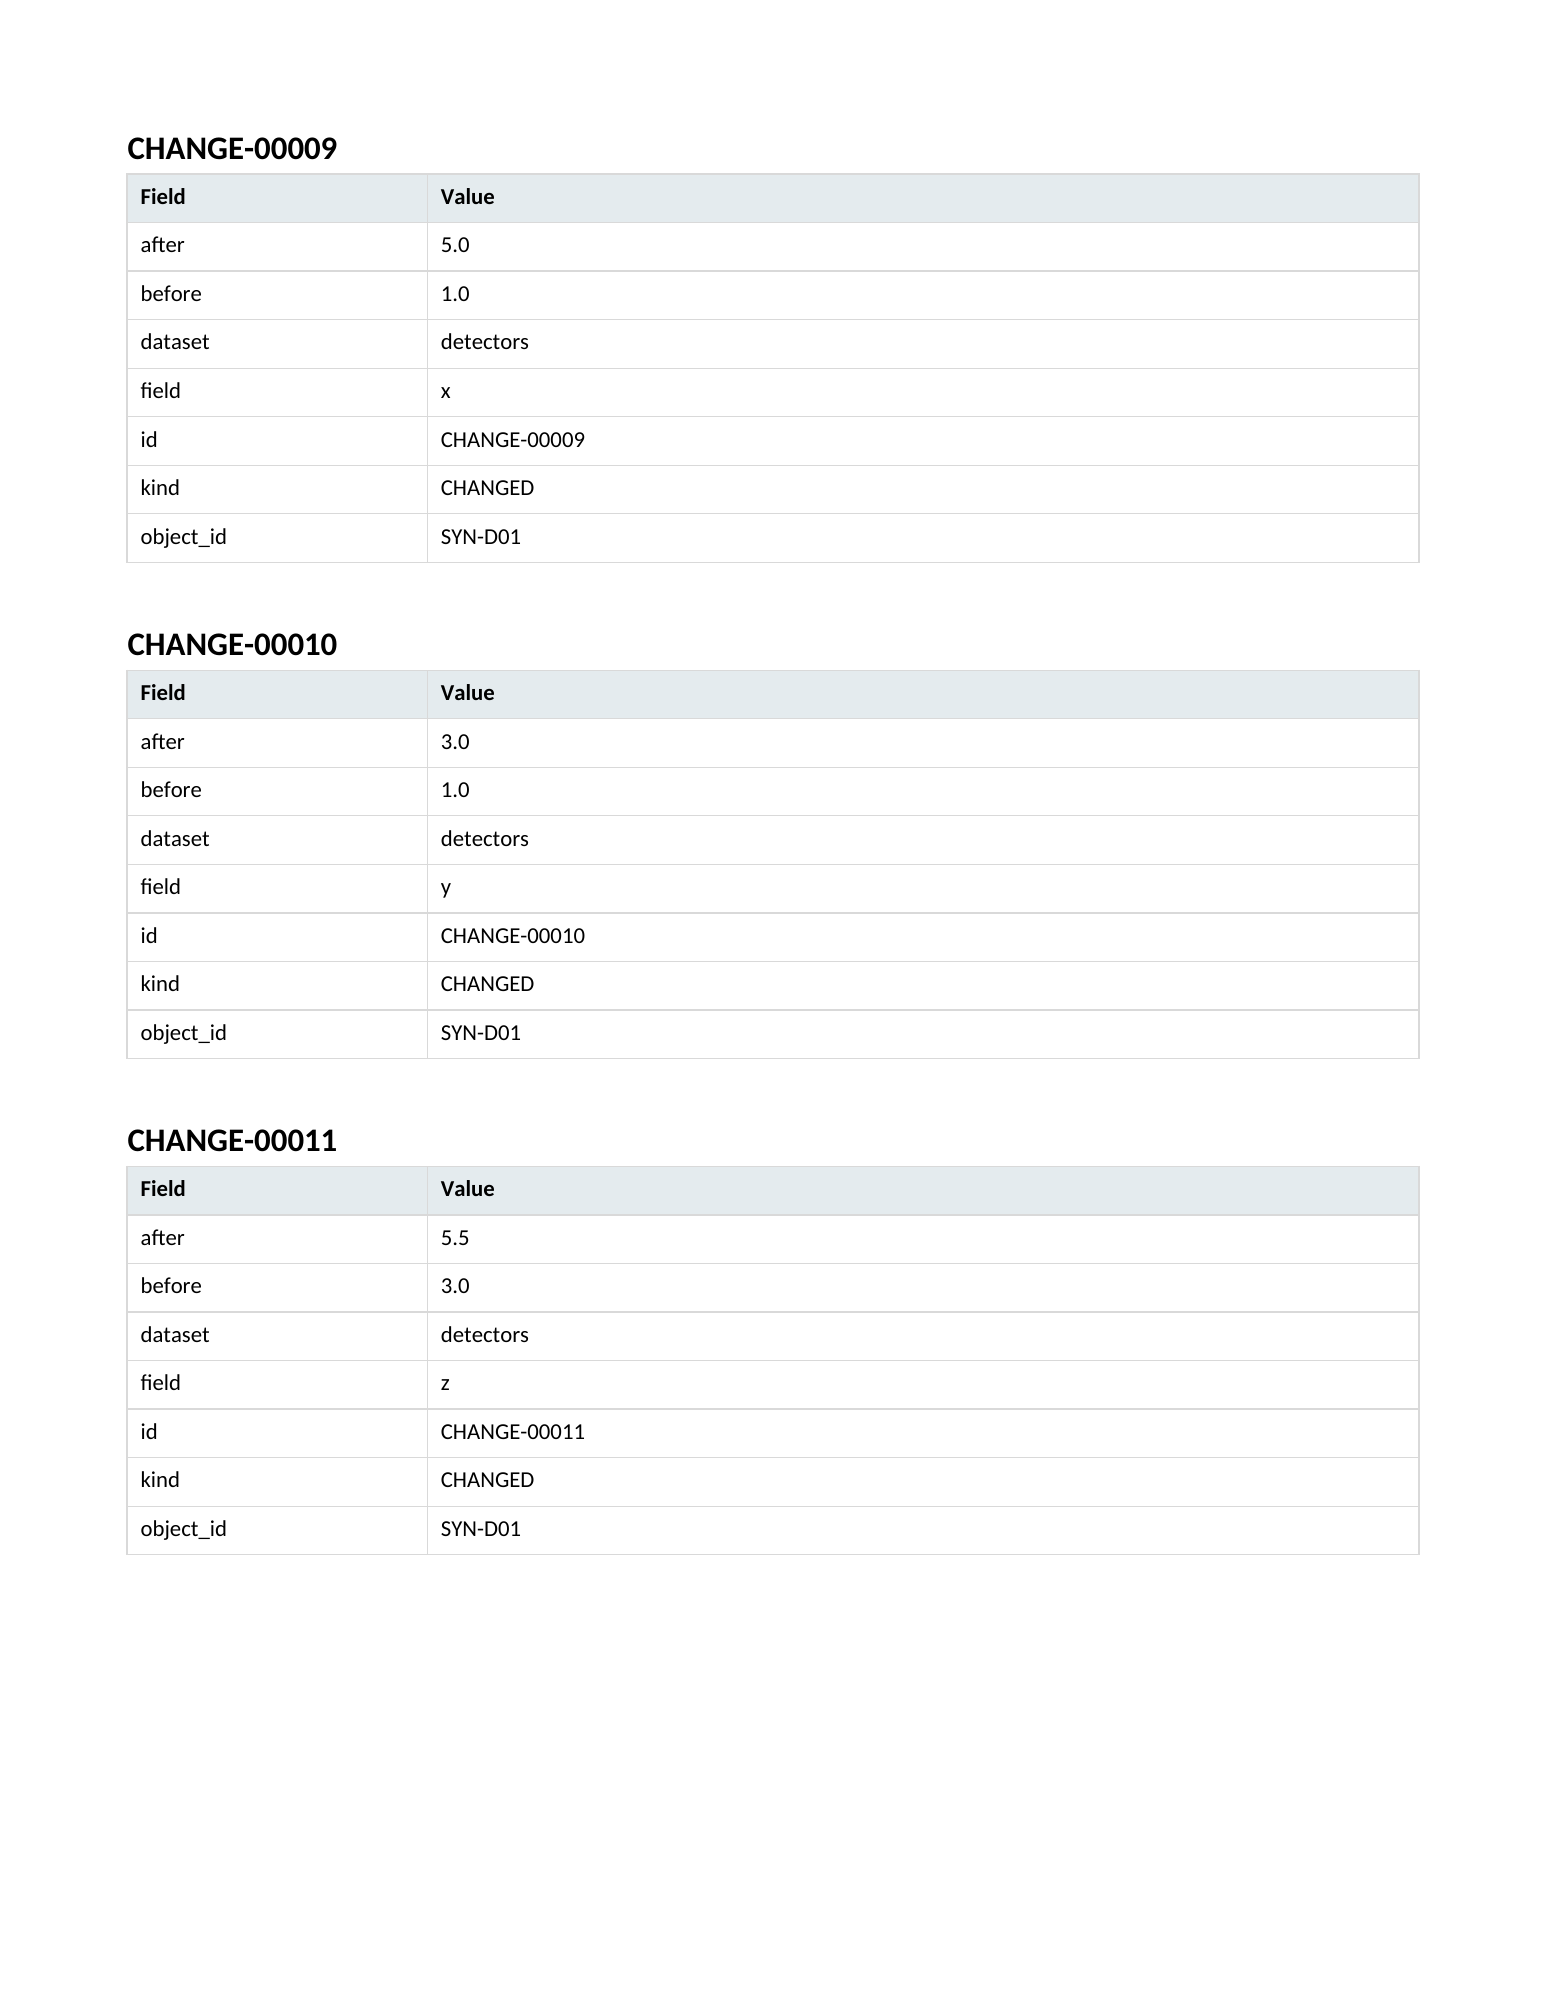 CHANGE-00009
Field Value
after 5.0
before 1.0
dataset detectors
field x
id CHANGE-00009
kind CHANGED
object_id SYN-D01
CHANGE-00010
Field Value
after 3.0
before 1.0
dataset detectors
field y
id CHANGE-00010
kind CHANGED
object_id SYN-D01
CHANGE-00011
Field Value
after 5.5
before 3.0
dataset detectors
field z
id CHANGE-00011
kind CHANGED
object_id SYN-D01